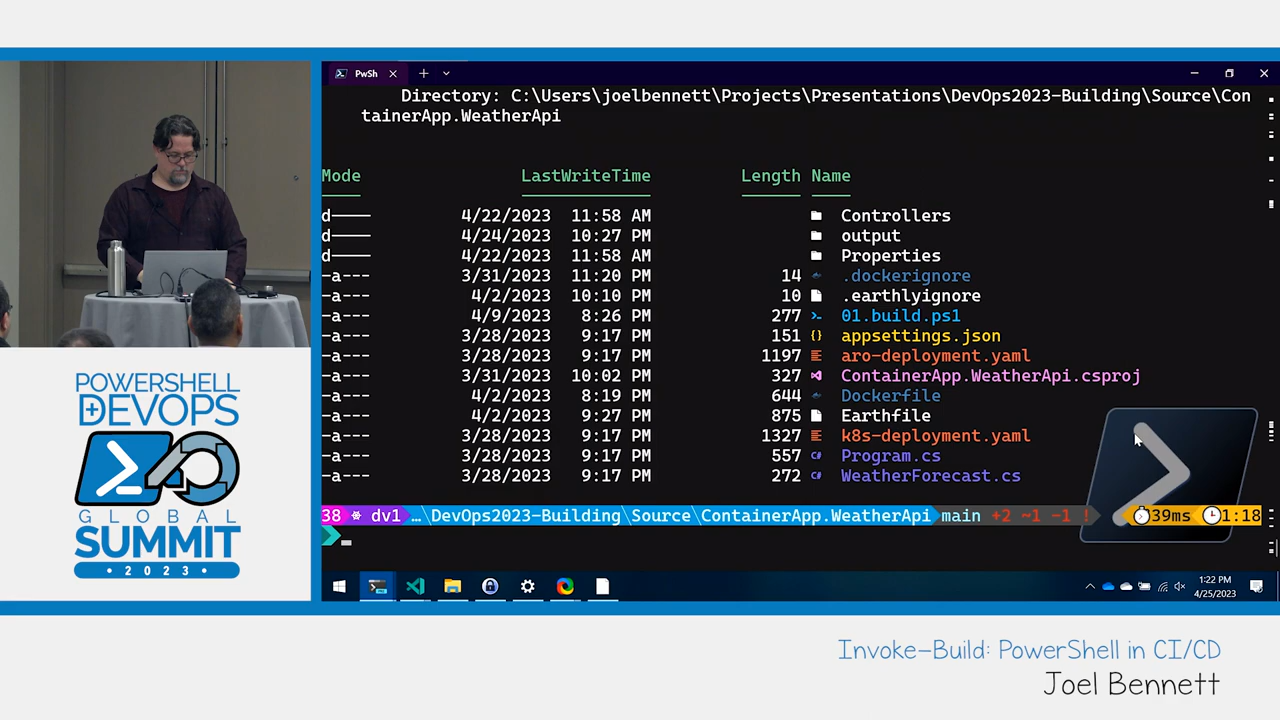 PwSh
Directory: C:\Users\joelbennett\Projects\Presentations\DevOps2023-Building\Source\Con
tainerApp.WeatherApi
Mode LastWriteTime Length Name
d---- 4/22/2023 11:58 AM Controllers
d---- 4/24/2023 10:27 PM output
d---- 4/22/2023 11:58 AM Properties
-a--- 3/31/2023 11:20 PM 14 .dockerignore
-a--- 4/2/2023 10:10 PM 10 .earthlyignore
-a--- 4/9/2023 8:26 PM 277 01.build.ps1
-a--- 3/28/2023 9:17 PM 151 {} appsettings.json
-a--- 3/28/2023 9:17 PM 1197 aro-deployment.yaml
-a--- 3/31/2023 10:02 PM 327 ContainerApp.WeatherApi.csproj
-a--- 4/2/2023 8:19 PM 644 Dockerfile
-a--- 4/2/2023 9:27 PM 875 Earthfile
-a--- 3/28/2023 9:17 PM 1327 k8s-deployment.yaml
-a--- 3/28/2023 9:17 PM 557 C# Program.cs
-a--- 3/28/2023 9:17 PM 272 C# WeatherForecast.cs
38 dv1 …\DevOps2023-Building\Source\ContainerApp.WeatherApi main +2 ~1 -1 ! 39ms 1:18
1:22 PM
4/25/2023
POWERSHELL
+DEVOPS
GLOBAL
SUMMIT
• 2023 •
Invoke-Build: PowerShell in CI/CD
Joel Bennett